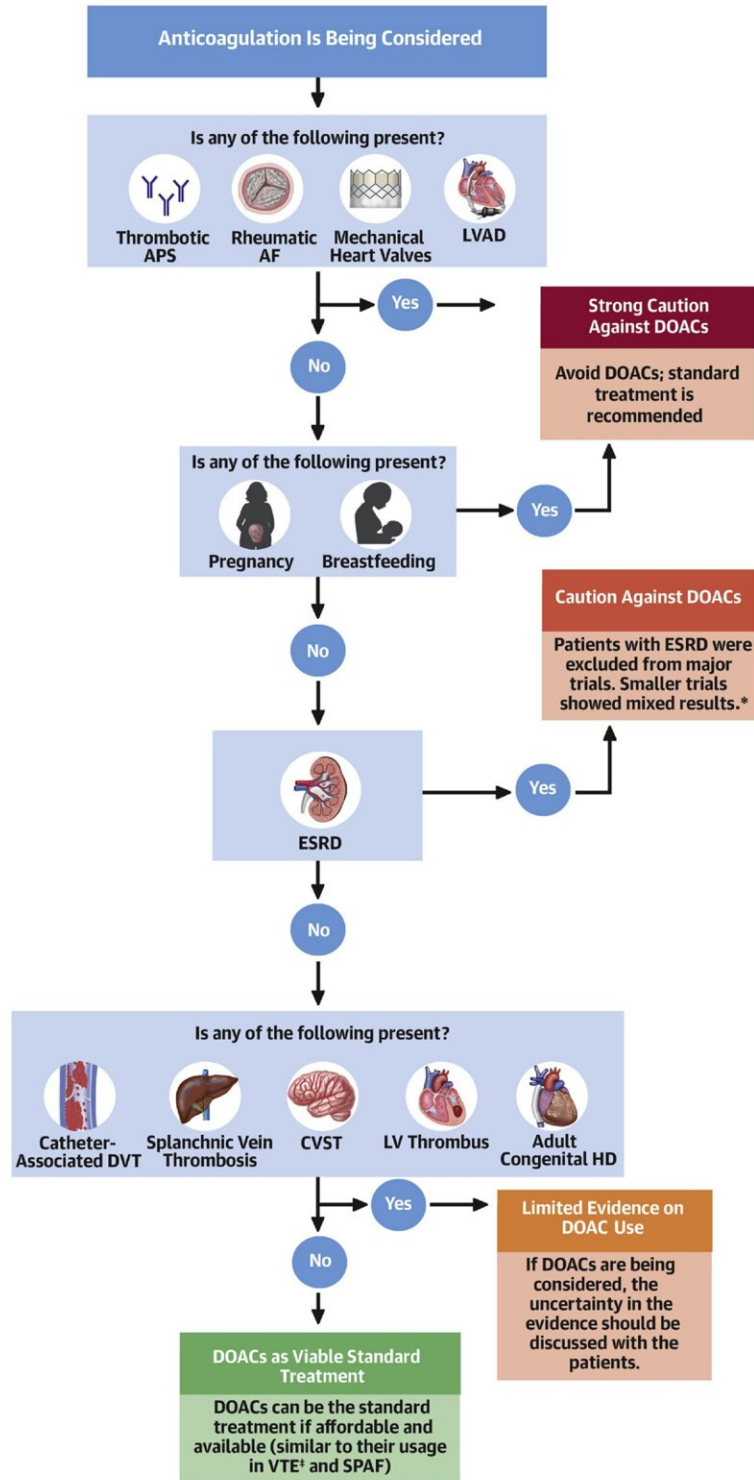 Anticoagulation Is Being Considered
Is any of the following present?
Thrombotic
APS
Rheumatic
AF
Mechanical
Heart Valves
LVAD
Yes
No
Strong Caution
Against DOACs
Avoid DOACs; standard
treatment is
recommended
Is any of the following present?
Pregnancy
Breastfeeding
Yes
No
Caution Against DOACs
Patients with ESRD were
excluded from major
trials. Smaller trials
showed mixed results.*
ESRD
Yes
No
Is any of the following present?
Catheter-
Associated DVT
Splanchnic Vein
Thrombosis
CVST
LV Thrombus
Adult
Congenital HD
Yes
No
Limited Evidence on
DOAC Use
If DOACs are being
considered, the
uncertainty in the
evidence should be
discussed with the
patients.
DOACs as Viable Standard
Treatment
DOACs can be the standard
treatment if affordable and
available (similar to their usage
in VTE‡ and SPAF)